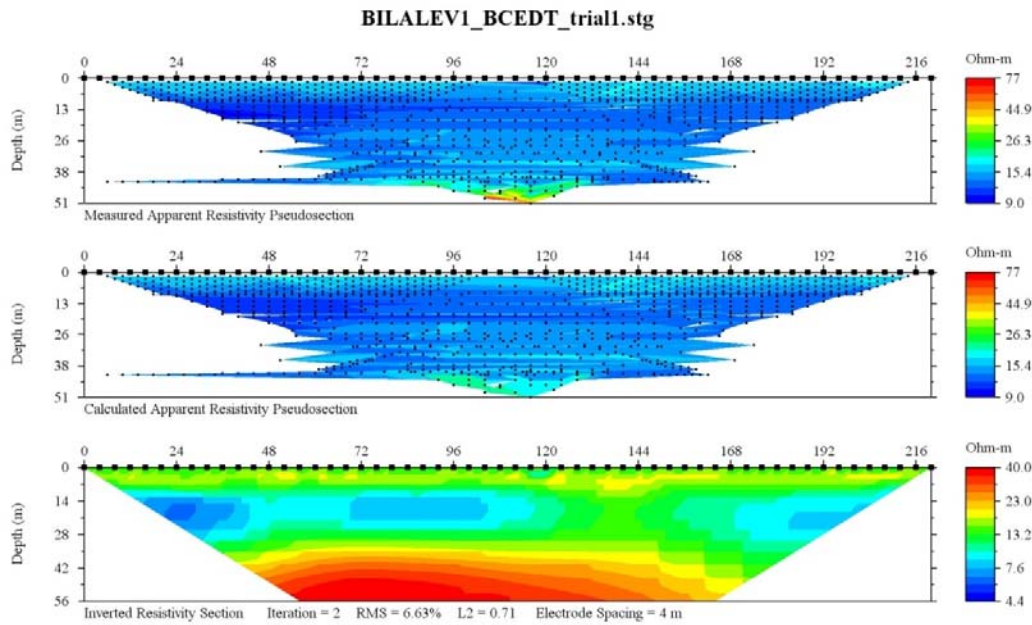 BILALEV1_BCEDT_trial1.stg
0 24 48 72 96 120 144 168 192 216
Ohm-m
Depth (m)
0
13
26
38
51
77
45.0
26.3
15.4
9.0
Measured Apparent Resistivity Pseudosection
0 24 48 72 96 120 144 168 192 216
Ohm-m
Depth (m)
0
13
26
38
51
77
45.0
26.3
15.4
9.0
Calculated Apparent Resistivity Pseudosection
0 24 48 72 96 120 144 168 192 216
Ohm-m
Depth (m)
0
14
28
42
56
40.0
23.0
13.2
7.6
4.4
Inverted Resistivity Section Iteration = 2 RMS = 6.63% L2 = 0.71 Electrode Spacing = 4 m